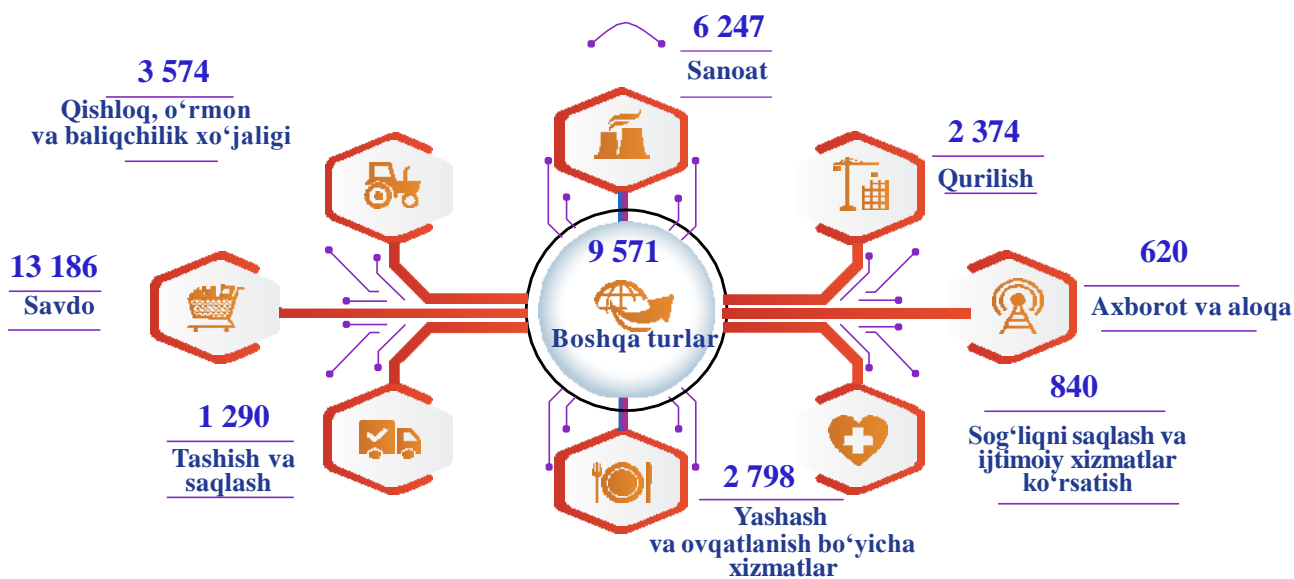 6 247
Sanoat
3 574
Qishloq, o‘rmon
va baliqchilik xo‘jaligi
2 374
Qurilish
13 186
Savdo
9 571
Boshqa turlar
620
Axborot va aloqa
1 290
Tashish va
saqlash
840
Sog‘liqni saqlash va
ijtimoiy xizmatlar
ko‘rsatish
2 798
Yashash
va ovqatlanish bo‘yicha
xizmatlar